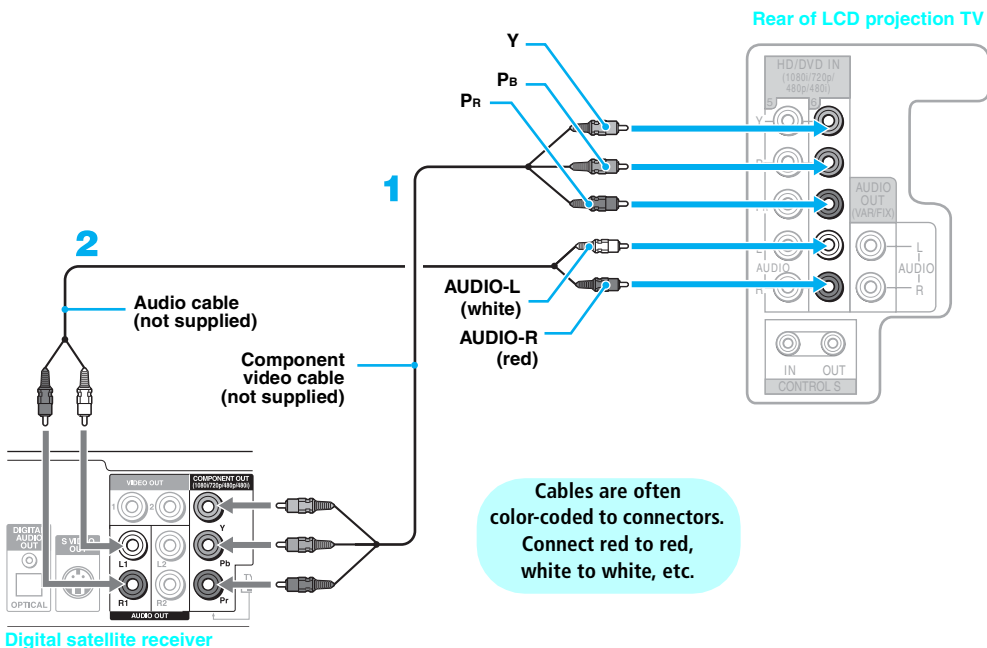 Rear of LCD projection TV
Y
PB
PR
HD/DVD IN
(1080i/720p/
480p/480i)
5
6
Y
1
AUDIO
OUT
(VAR/FIX)
2
L
L
AUDIO
AUDIO
R
R
AUDIO-L
(white)
AUDIO-R
(red)
Audio cable
(not supplied)
Component
video cable
(not supplied)
IN
OUT
CONTROL S
VIDEO OUT
COMPONENT OUT
(1080i/720p/480p/480i)
1
2
Y
DIGITAL
AUDIO
OUT
S VIDEO
OUT
L1
L2
Pb
OPTICAL
R1
R2
Pr
AUDIO OUT
Cables are often
color-coded to connectors.
Connect red to red,
white to white, etc.
Digital satellite receiver